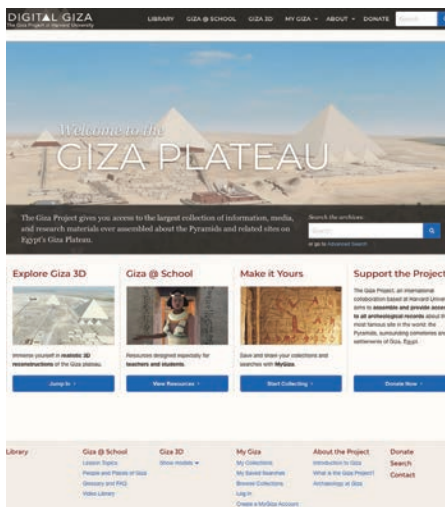 DIGITAL GIZA
The Giza Project at Harvard University
LIBRARY GIZA @ SCHOOL GIZA 3D MY GIZA ABOUT DONATE
Search
Welcome to the
GIZA PLATEAU
The Giza Project gives you access to the largest collection of information, media,
and research materials ever assembled about the Pyramids and related sites on
Egypt's Giza Plateau.
Search the archives:
Search
or go to Advanced Search
Explore Giza 3D
Immerse yourself in realistic 3D
reconstructions of the Giza plateau.
Jump In
Giza @ School
Resources designed especially for
teachers and students.
View Resources
Make it Yours
Save and share your collections and
searches with MyGiza.
Start Collecting
Support the Project
The Giza Project, an international
collaboration based at Harvard Univer
aims to assemble and provide access
to all archaeological records about th
most famous site in the world: the
Pyramids, surrounding cemeteries and
settlements of Giza, Egypt.
Donate Now
Library
Giza @ School
Lesson Topics
People and Places of Giza
Glossary and FAQ
Video Library
Giza 3D
Show models
My Giza
My Collections
My Saved Searches
Browse Collections
Log In
Create a MyGiza Account
About the Project
Introduction to Giza
What is the Giza Project?
Archaeology at Giza
Donate
Search
Contact